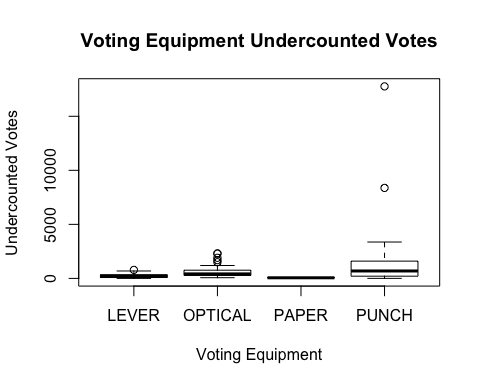 Voting Equipment Undercounted Votes
Undercounted Votes
10000
5000
0
LEVER OPTICAL PAPER PUNCH
Voting Equipment